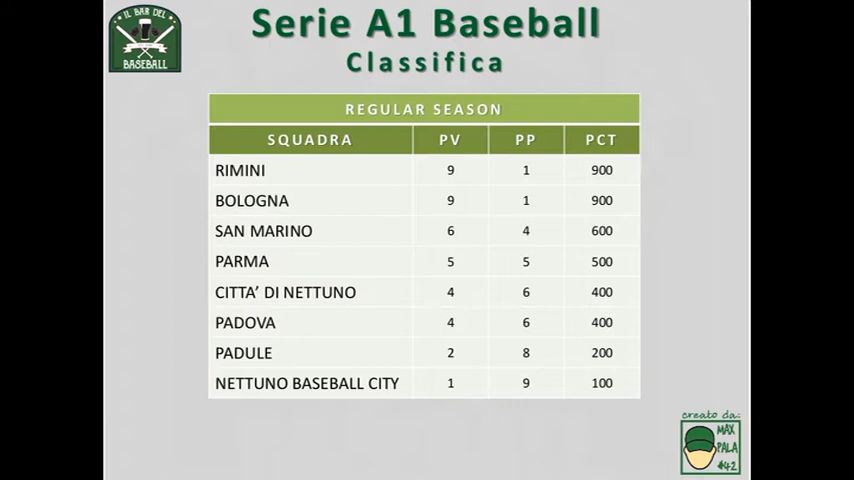 IL BAR DEL
BASEBALL
Serie A1 Baseball
Classifica
REGULAR SEASON
SQUADRA PV PP PCT
RIMINI 9 1 900
BOLOGNA 9 1 900
SAN MARINO 6 4 600
PARMA 5 5 500
CITTA’ DI NETTUNO 4 6 400
PADOVA 4 6 400
PADULE 2 8 200
NETTUNO BASEBALL CITY 1 9 100
creato da:
MAX
PALA
#42